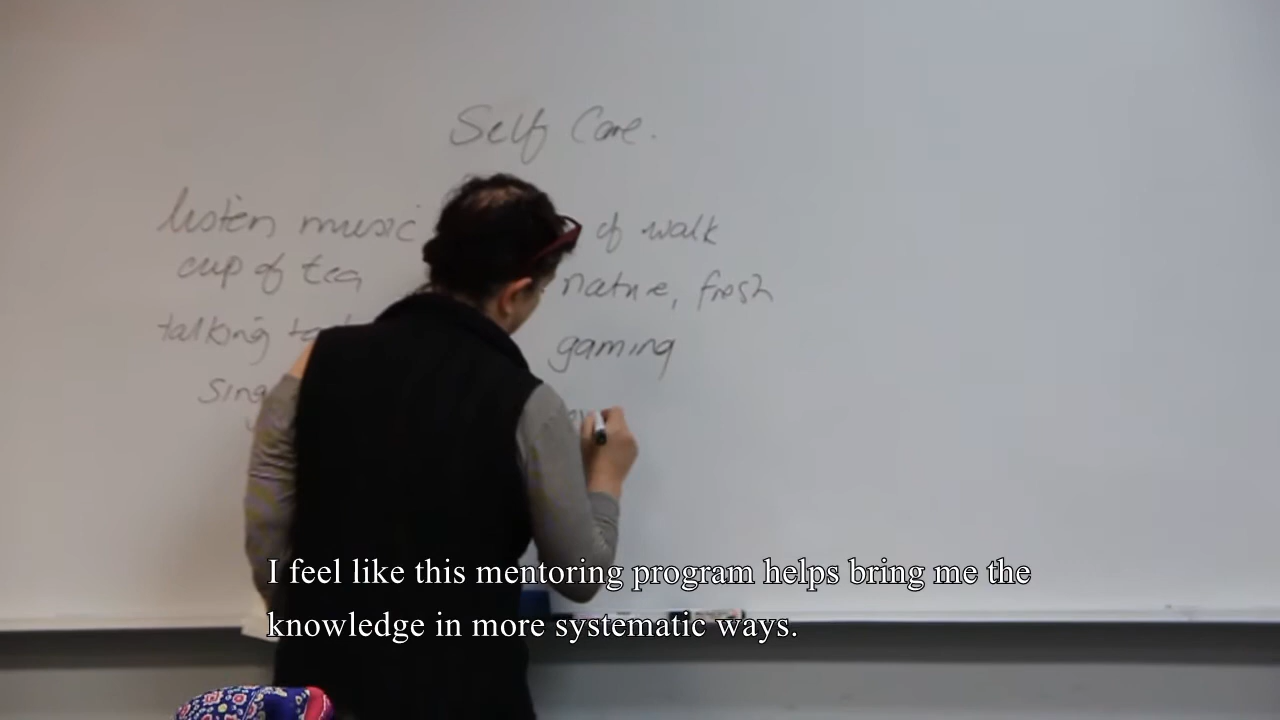 Self Care.
listen music
of walk
cup of tea
nature, fresh
talking
gaming
I feel like this mentoring program helps bring me the
knowledge in more systematic ways.